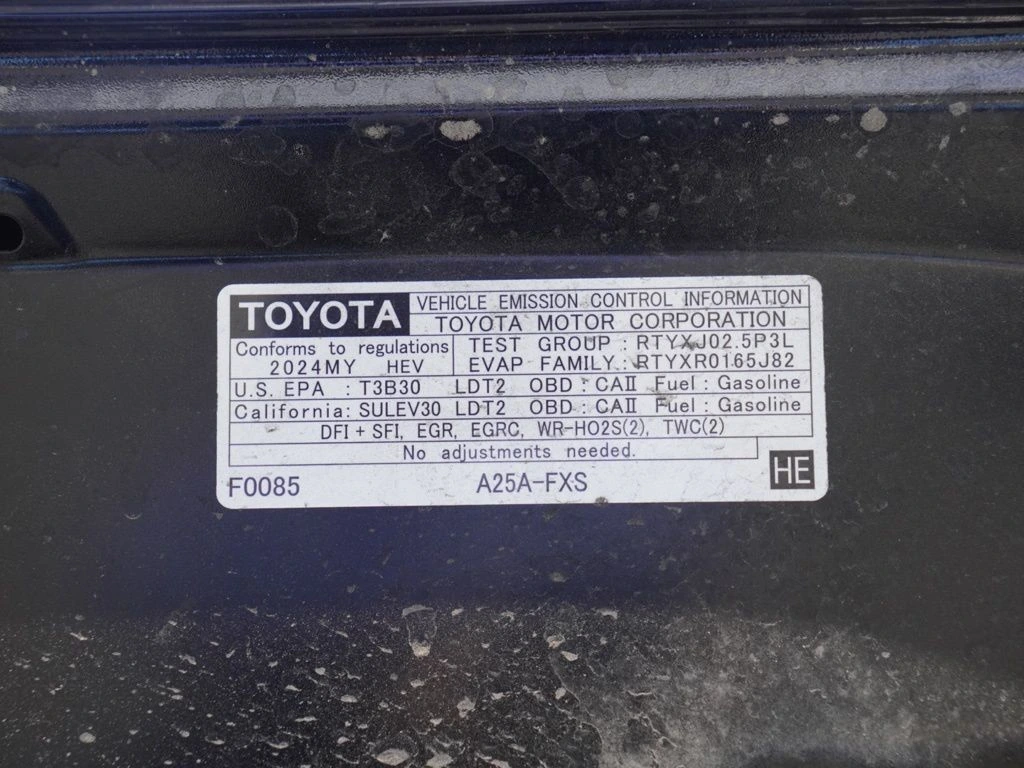 TOYOTA VEHICLE EMISSION CONTROL INFORMATION
TOYOTA MOTOR CORPORATION
Conforms to regulations
2024MY HEV
TEST GROUP : RTYXJ02.5P3L
EVAP FAMILY : RTYXR0165J82
U.S. EPA : T3B30 LDT2 OBD : CAⅡ Fuel : Gasoline
California: SULEV30 LDT2 OBD : CAⅡ Fuel : Gasoline
DFI + SFI, EGR, EGRC, WR-HO2S(2), TWC(2)
No adjustments needed.
F0085 A25A-FXS HE